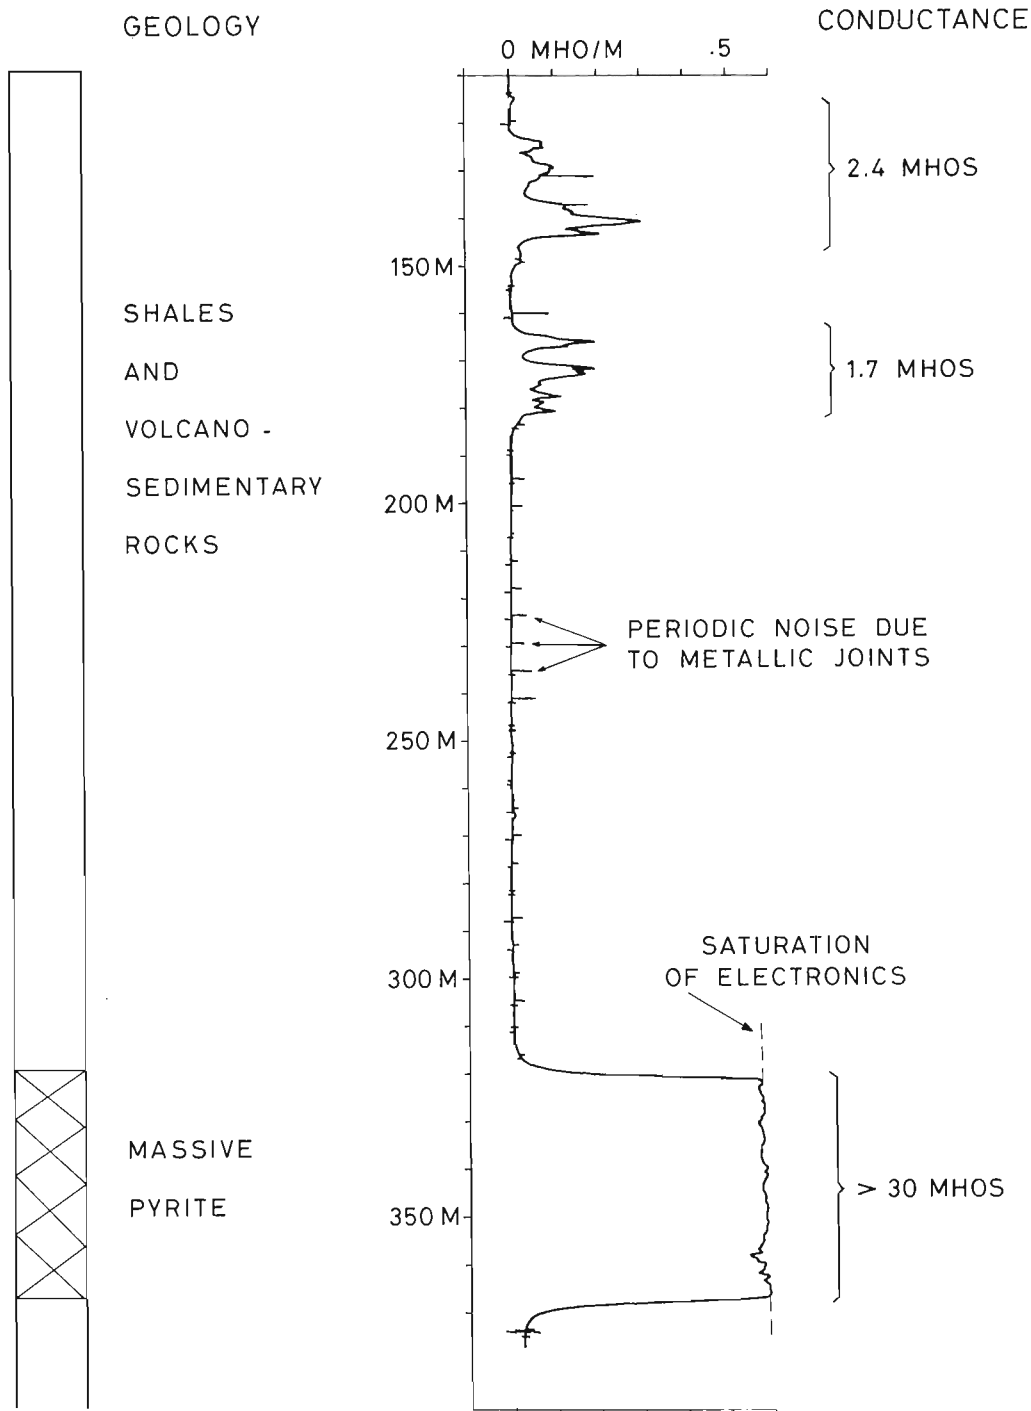 GEOLOGY
CONDUCTANCE
0 MHO/M .5
2.4 MHOS
150 M
SHALES
AND
VOLCANO -
SEDIMENTARY
ROCKS
1.7 MHOS
200 M
PERIODIC NOISE DUE
TO METALLIC JOINTS
250 M
SATURATION
OF ELECTRONICS
300 M
MASSIVE
PYRITE
> 30 MHOS
350 M